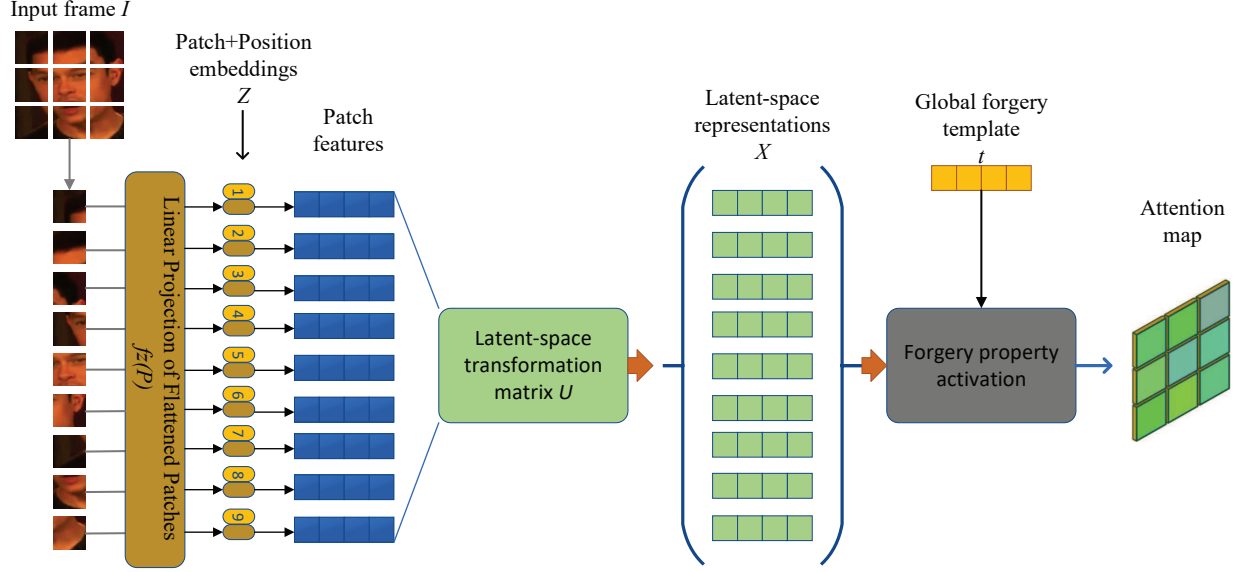 Input frame I
Patch+Position
embeddings
Z
Patch
features
Latent-space
representations
X
Global forgery
template
t
Attention
map
Linear Projection of Flattened Patches
fz(P)
1
2
3
4
5
6
7
8
9
Latent-space
transformation
matrix U
Forgery property
activation